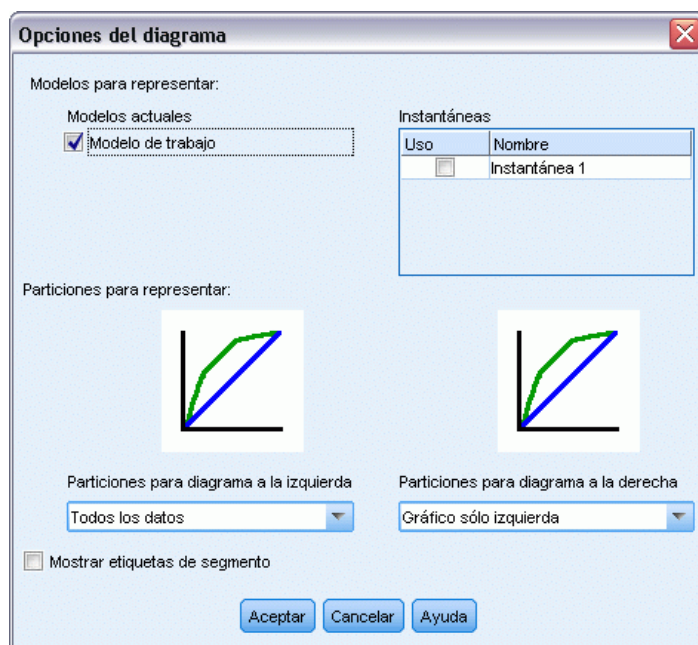 Opciones del diagrama
Modelos para representar:
Modelos actuales
Modelo de trabajo
Instantáneas
Uso Nombre
Instantánea 1
Particiones para representar:
Particiones para diagrama a la izquierda
Todos los datos
Particiones para diagrama a la derecha
Gráfico sólo izquierda
Mostrar etiquetas de segmento
Aceptar Cancelar Ayuda